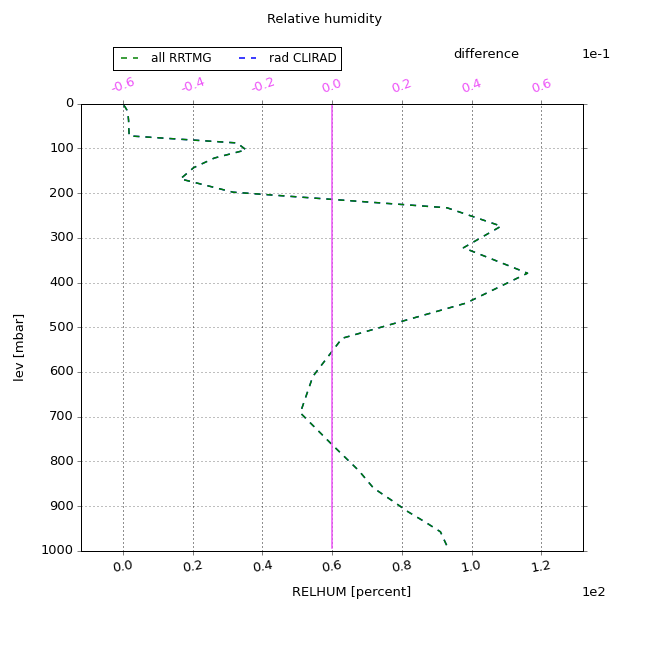 Relative humidity
all RRTMG rad CLIRAD difference 1e-1
-0.6 -0.4 -0.2 0.0 0.2 0.4 0.6
0
100
200
300
400
500
600
700
800
900
1000
lev [mbar]
0.0 0.2 0.4 0.6 0.8 1.0 1.2
RELHUM [percent] 1e2